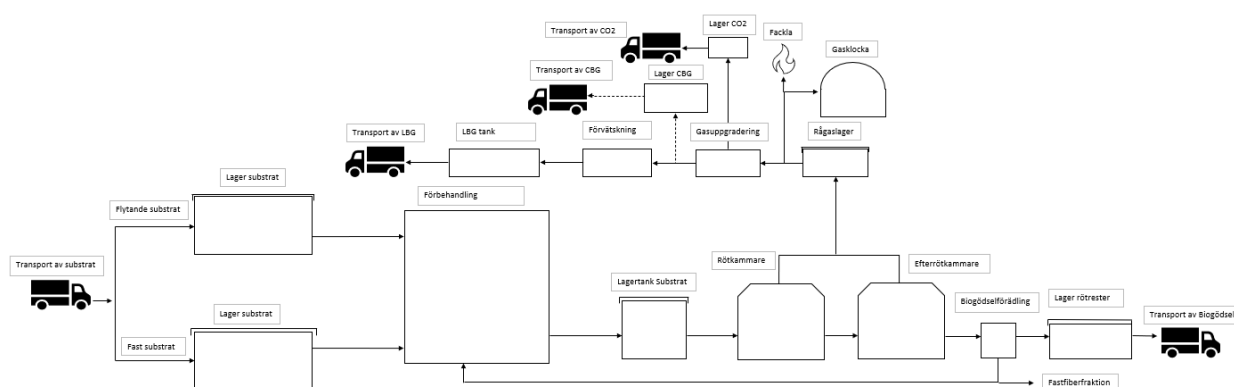 Transport av CO2
Lager CO2
Fackla
Gasklocka
Transport av CBG
Lager CBG
Transport av LBG
LBG tank
Förvätskning
Gasuppgradering
Rågaslager
Lager substrat
Förbehandling
Flytande substrat
Transport av substrat
Lagertank Substrat
Rötkammare
Efterrötkammare
Biogödselförädling
Lager rötrester
Transport av Biogödsel
Lager substrat
Fast substrat
Fastfiberfraktion